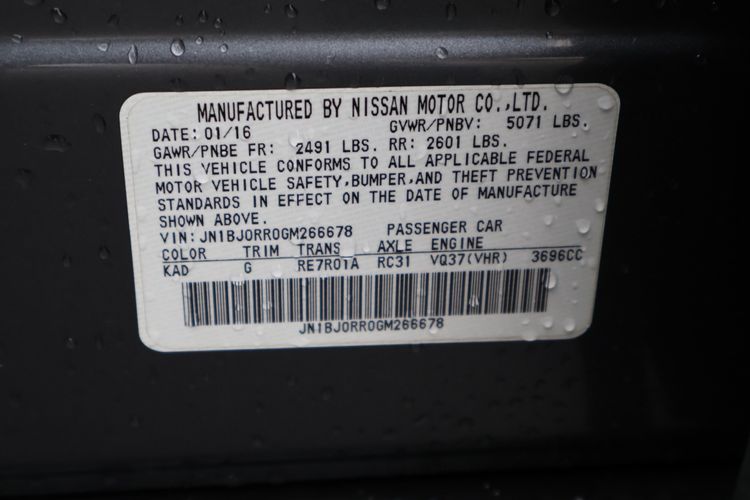 MANUFACTURED BY NISSAN MOTOR CO.,LTD.
DATE: 01/16 GVWR/PNBV: 5071 LBS.
GAWR/PNBE FR: 2491 LBS. RR: 2601 LBS.
THIS VEHICLE CONFORMS TO ALL APPLICABLE FEDERAL
MOTOR VEHICLE SAFETY,BUMPER,AND THEFT PREVENTION
STANDARDS IN EFFECT ON THE DATE OF MANUFACTURE
SHOWN ABOVE.
VIN: JN1BJ0RR0GM266678 PASSENGER CAR
COLOR TRIM TRANS AXLE ENGINE
KAD G RE7R01A RC31 VQ37(VHR) 3696CC
JN1BJ0RR0GM266678